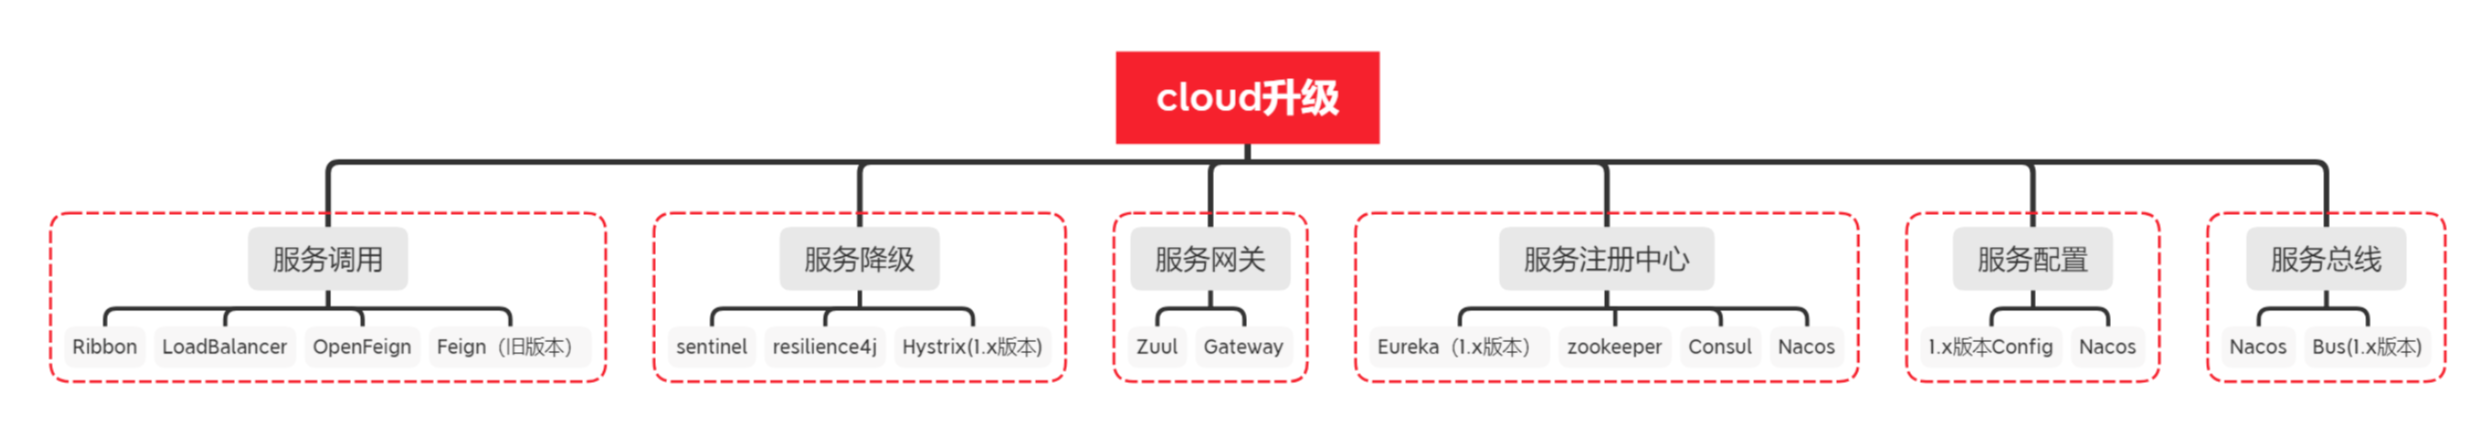 cloud升级
服务调用
服务降级
服务网关
服务注册中心
服务配置
服务总线
Ribbon
LoadBalancer
OpenFeign
Feign（旧版本）
sentinel
resilience4j
Hystrix(1.x版本)
Zuul
Gateway
Eureka（1.x版本）
zookeeper
Consul
Nacos
1.x版本Config
Nacos
Nacos
Bus(1.x版本)